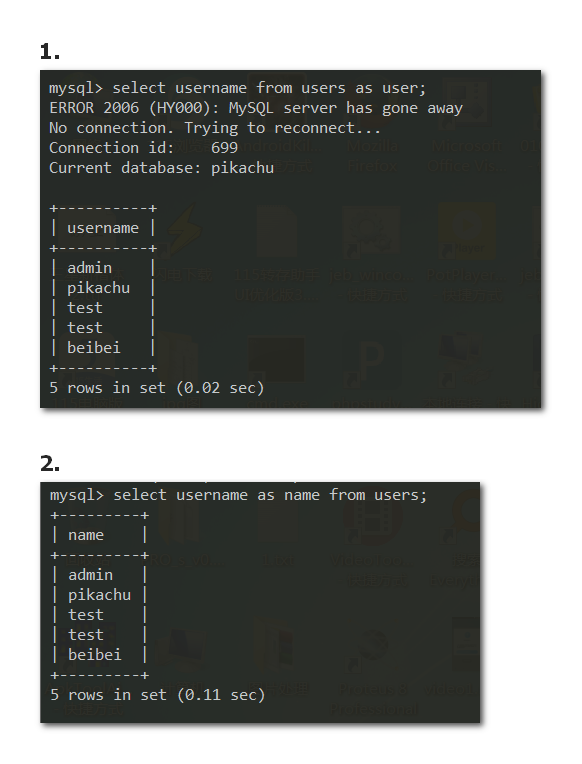 1.
mysql> select username from users as user;
ERROR 2006 (HY000): MySQL server has gone away
No connection. Trying to reconnect...
Connection id:    699
Current database: pikachu
+----------+
| username |
+----------+
| admin    |
| pikachu  |
| test     |
| test     |
| beibei   |
+----------+
5 rows in set (0.02 sec)
2.
mysql> select username as name from users;
+---------+
| name    |
+---------+
| admin   |
| pikachu |
| test    |
| test    |
| beibei  |
+---------+
5 rows in set (0.11 sec)